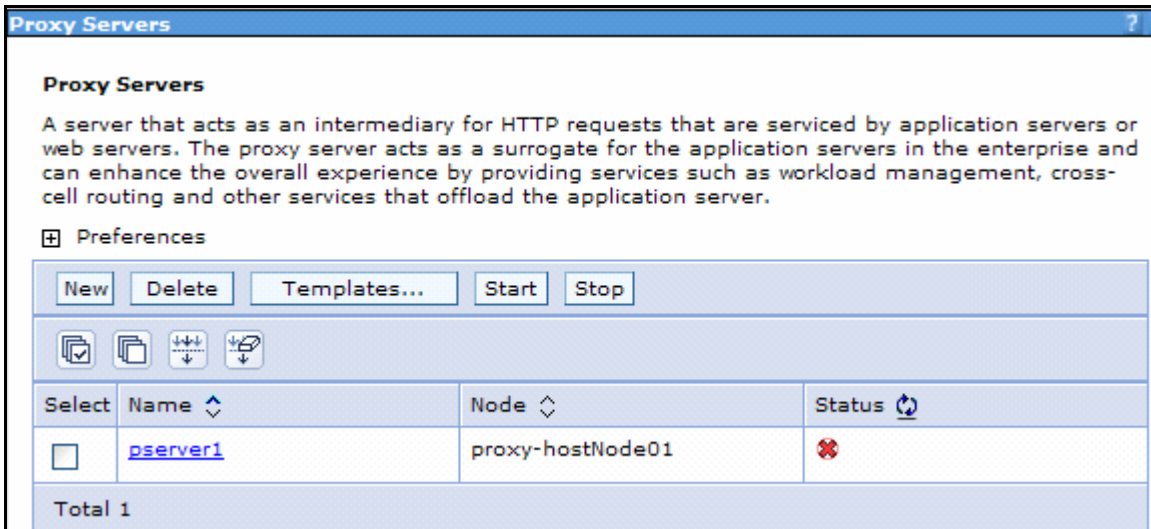 Proxy Servers ?
Proxy Servers
A server that acts as an intermediary for HTTP requests that are serviced by application servers or
web servers. The proxy server acts as a surrogate for the application servers in the enterprise and
can enhance the overall experience by providing services such as workload management, cross-
cell routing and other services that offload the application server.
Preferences
New Delete Templates... Start Stop
Select Name Node Status
pserver1 proxy-hostNode01
Total 1